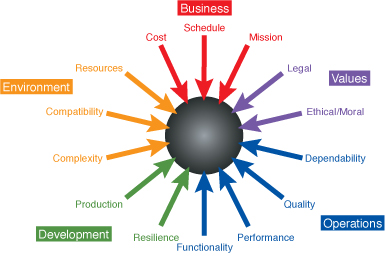 Business
Schedule
Cost
Mission
Resources
Legal
Environment
Values
Compatibility
Ethical/Moral
Complexity
Dependability
Production
Quality
Development
Resilience
Functionality
Performance
Operations